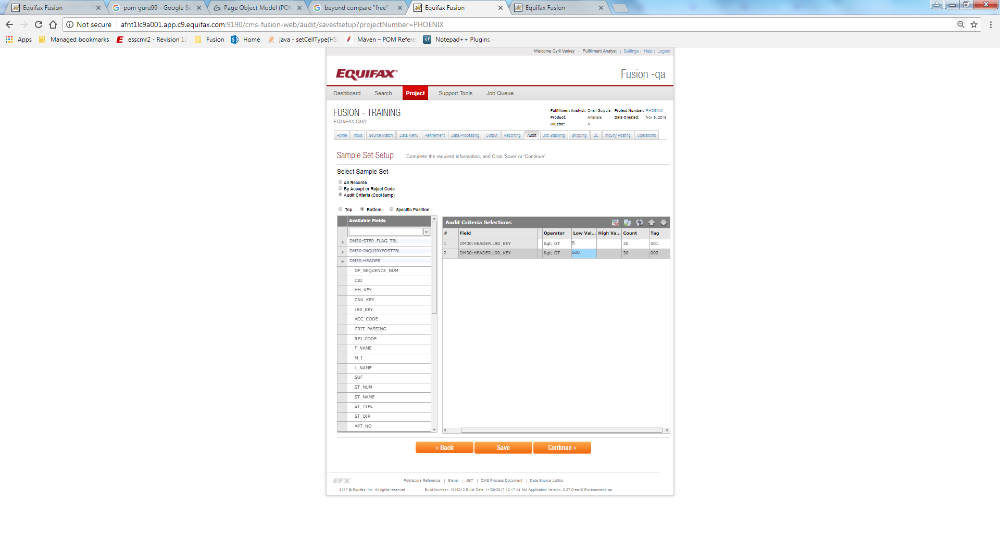 Equifax Fusion
pom guru99 - Google Se
Page Object Model (POM
beyond compare "free" -
Equifax Fusion
Equifax Fusion
Not secure afnt1lc9a001.app.c9.equifax.com:9190/cms-fusion-web/audit/savesfsetup?projectNumber=PHOENIX
Apps Managed bookmarks esscmr2 - Revision 12 Fusion Home java - setCellType(HS Maven – POM Refere Notepad++ Plugins -
Welcome Cyril Varkey - Fulfillment Analyst | Settings | Help | Logout
EQUIFAX
Fusion -qa
Dashboard Search Project Support Tools Job Queue
FUSION - TRAINING
EQUIFAX CMS
Fulfillment Analyst: Onali Gulgula Project Number: PHOENIX
Product: Analysis Date Created: Nov 9, 2016
Cluster: A
Home Input Source Match Data Menu Refinement Data Processing Output Reporting Audit Job Stacking Shipping QC Inquiry Posting Operations
Sample Set Setup Complete the required information, and Click 'Save' or 'Continue'.
Select Sample Set
All Records
By Accept or Reject Code
Audit Criteria (CoolSamp)
Top Bottom Specific Position
Available Fields
DM30:STEP_FLAG_TBL
DM30:INQUIRYPOSTTBL
DM30:HEADER
DP_SEQUENCE_NUM
CID
HH_KEY
CNX_KEY
L90_KEY
ACC_CODE
CRIT_PASSING
REJ_CODE
F_NAME
M_I
L_NAME
SUF
ST_NUM
ST_NAME
ST_TYPE
ST_DIR
APT_NO
Audit Criteria Selections
# Field Operator Low Val... High Va... Count Tag
1 DM30:HEADER.L90_KEY &gt; GT B 20 001
2 DM30:HEADER.L90_KEY &gt; GT 500 30 002
« Back Save Continue »
EFX
Pointscore Reference | Siebel | JET | CMS Process Document | Data Source Listing
2017 © Equifax, Inc. All rights reserved. Build Number: 1216212 Build Date: 11/08/2017 12:17:14 AM Application Version: 2.27.0-ea10 Environment: qa